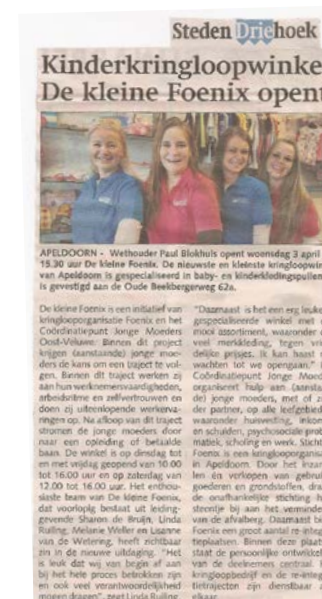 Steden Driehoek
Kinderkringloopwinke
De kleine Foenix opent
APELDOORN - Wethouder Paul Blokhuis opent woensdag 3 april
15.30 uur De kleine Foenix. De nieuwste en kleinste kringloopwin
van Apeldoorn is gespecialiseerd in baby- en kinderkledingspullen
is gevestigd aan de Oude Beekbergerweg 62a.
De kleine Foenix is een initiatief van
kringlooporganisatie Foenix en het
Coördinatiepunt Jonge Moeders
Oost-Veluwe. Binnen dit project
krijgen (aanstaande) jonge moe-
ders de kans om een traject te vol-
gen. Binnen dit traject werken zij
aan hun werknemersvaardigheden,
arbeidsritme en zelfvertrouwen en
doen zij uiteenlopende werkerva-
ringen op. Na afloop van dit traject
stromen de jonge moeders door
naar een opleiding of betaalde
baan. De winkel is op dinsdag tot
en met vrijdag geopend van 10.00
tot 16.00 uur en op zaterdag van
12.00 tot 16.00 uur. Het enthou-
siaste team van De kleine Foenix,
dat voorlopig bestaat uit leiding-
gevende Sharon de Bruijn, Linda
Rulling, Melanie Weller en Lisanne
van de Wetering, heeft zichtbaar
zin in de nieuwe uitdaging. "Het
is leuk dat wij van begin af aan
bij het hele proces betrokken zijn
en ook veel verantwoordelijkheid
mogen dragen", zegt Linda Rulling.
"Daarnaast is het een erg leuke
gespecialiseerde winkel met
mooi assortiment, waaronder
veel merkkleding, tegen vri
delijke prijsjes. Ik kan haast
wachten tot we opengaan."
Coördinatiepunt Jonge Moed
organiseert hulp aan (aansta
de) jonge moeders, met of z
der partner, op alle leefgebied
waaronder huisvesting, inkom
en schulden, psychosociale prob
matiek, scholing en werk. Sticht
Foenix is een kringlooporganisa
in Apeldoorn. Door het inzan
len en verkopen van gebrui
goederen en grondstoffen, dra
de onafhankelijke stichting h
steentje bij aan het verminde
van de afvalberg. Daarnaast bi
Foenix een groot aantal re-integ
tieplaatsen. Binnen deze plaat
staat de persoonlijke ontwikkel
van de deelnemers centraal.
kringloopbedrijf en de re-integ
tietrajecten zijn dienstbaar
elkaar.